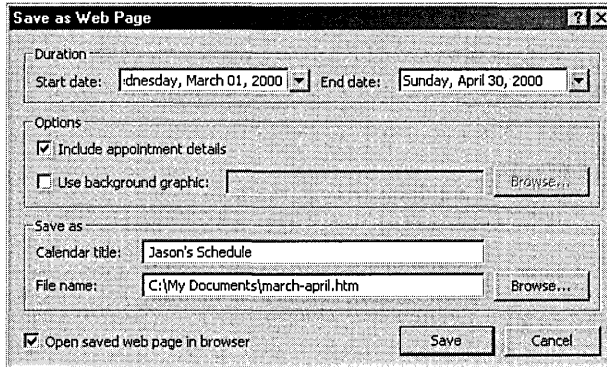 Save as Web Page
Duration
Start date: :dnesday, March 01, 2000 End date: Sunday, April 30, 2000
Options
Include appointment details
Use background graphic: Browse...
Save as
Calendar title: Jason's Schedule
File name: C:\My Documents\march-april.htm Browse...
Open saved web page in browser Save Cancel